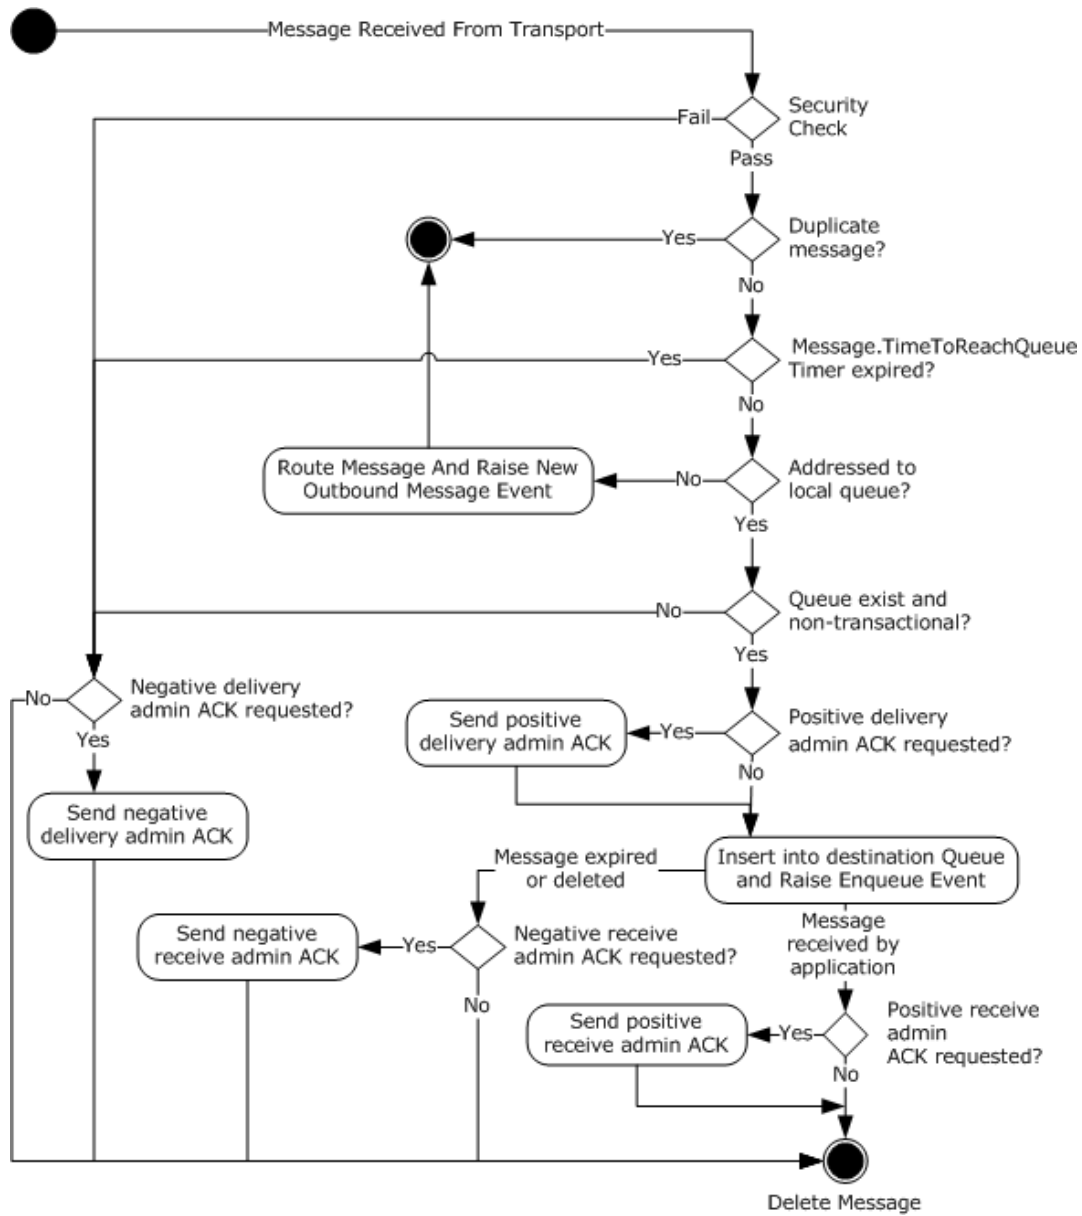 Message Received From Transport
Security
Check
Fail
Pass
Duplicate
message?
Yes
No
Message.TimeToReachQueue
Timer expired?
Yes
No
Addressed to
local queue?
No
Route Message And Raise New
Outbound Message Event
Yes
Queue exist and
non-transactional?
No
Yes
Negative delivery
admin ACK requested?
No
Yes
Send negative
delivery admin ACK
Positive delivery
admin ACK requested?
Yes
Send positive
delivery admin ACK
No
Insert into destination Queue
and Raise Enqueue Event
Message expired
or deleted
Negative receive
admin ACK requested?
Yes
Send negative
receive admin ACK
No
Message
received by
application
Positive receive
admin
ACK requested?
Yes
Send positive
receive admin ACK
No
Delete Message